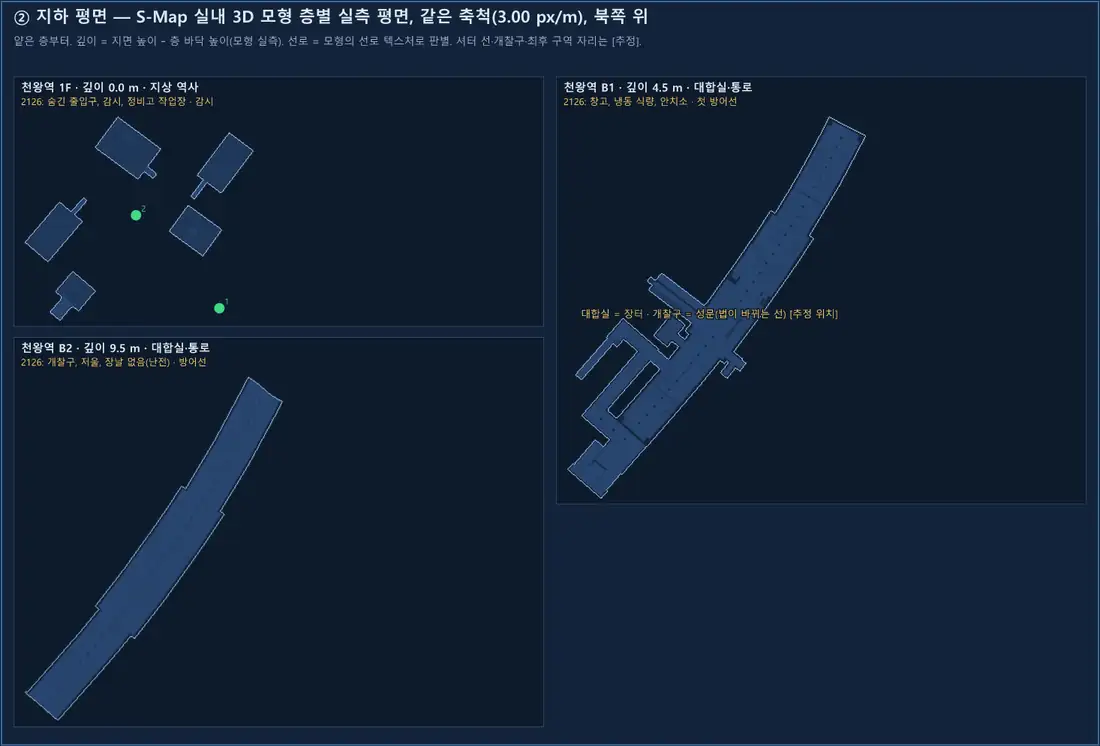 ② 지하 평면 — S-Map 실내 3D 모형 층별 실측 평면, 같은 축척(3.00 px/m), 북쪽 위
얕은 층부터. 깊이 = 지면 높이 − 층 바닥 높이(모형 실측). 선로 = 모형의 선로 텍스처로 판별. 셔터 선·개찰구·최후 구역 자리는 [추정].
천왕역 1F · 깊이 0.0 m · 지상 역사
2126: 숨긴 출입구, 감시, 정비고 작업장 · 감시
2
1
천왕역 B1 · 깊이 4.5 m · 대합실·통로
2126: 창고, 냉동 식량, 안치소 · 첫 방어선
대합실 = 장터 · 개찰구 = 성문(법이 바뀌는 선) [추정 위치]
천왕역 B2 · 깊이 9.5 m · 대합실·통로
2126: 개찰구, 저울, 장날 없음(난전) · 방어선